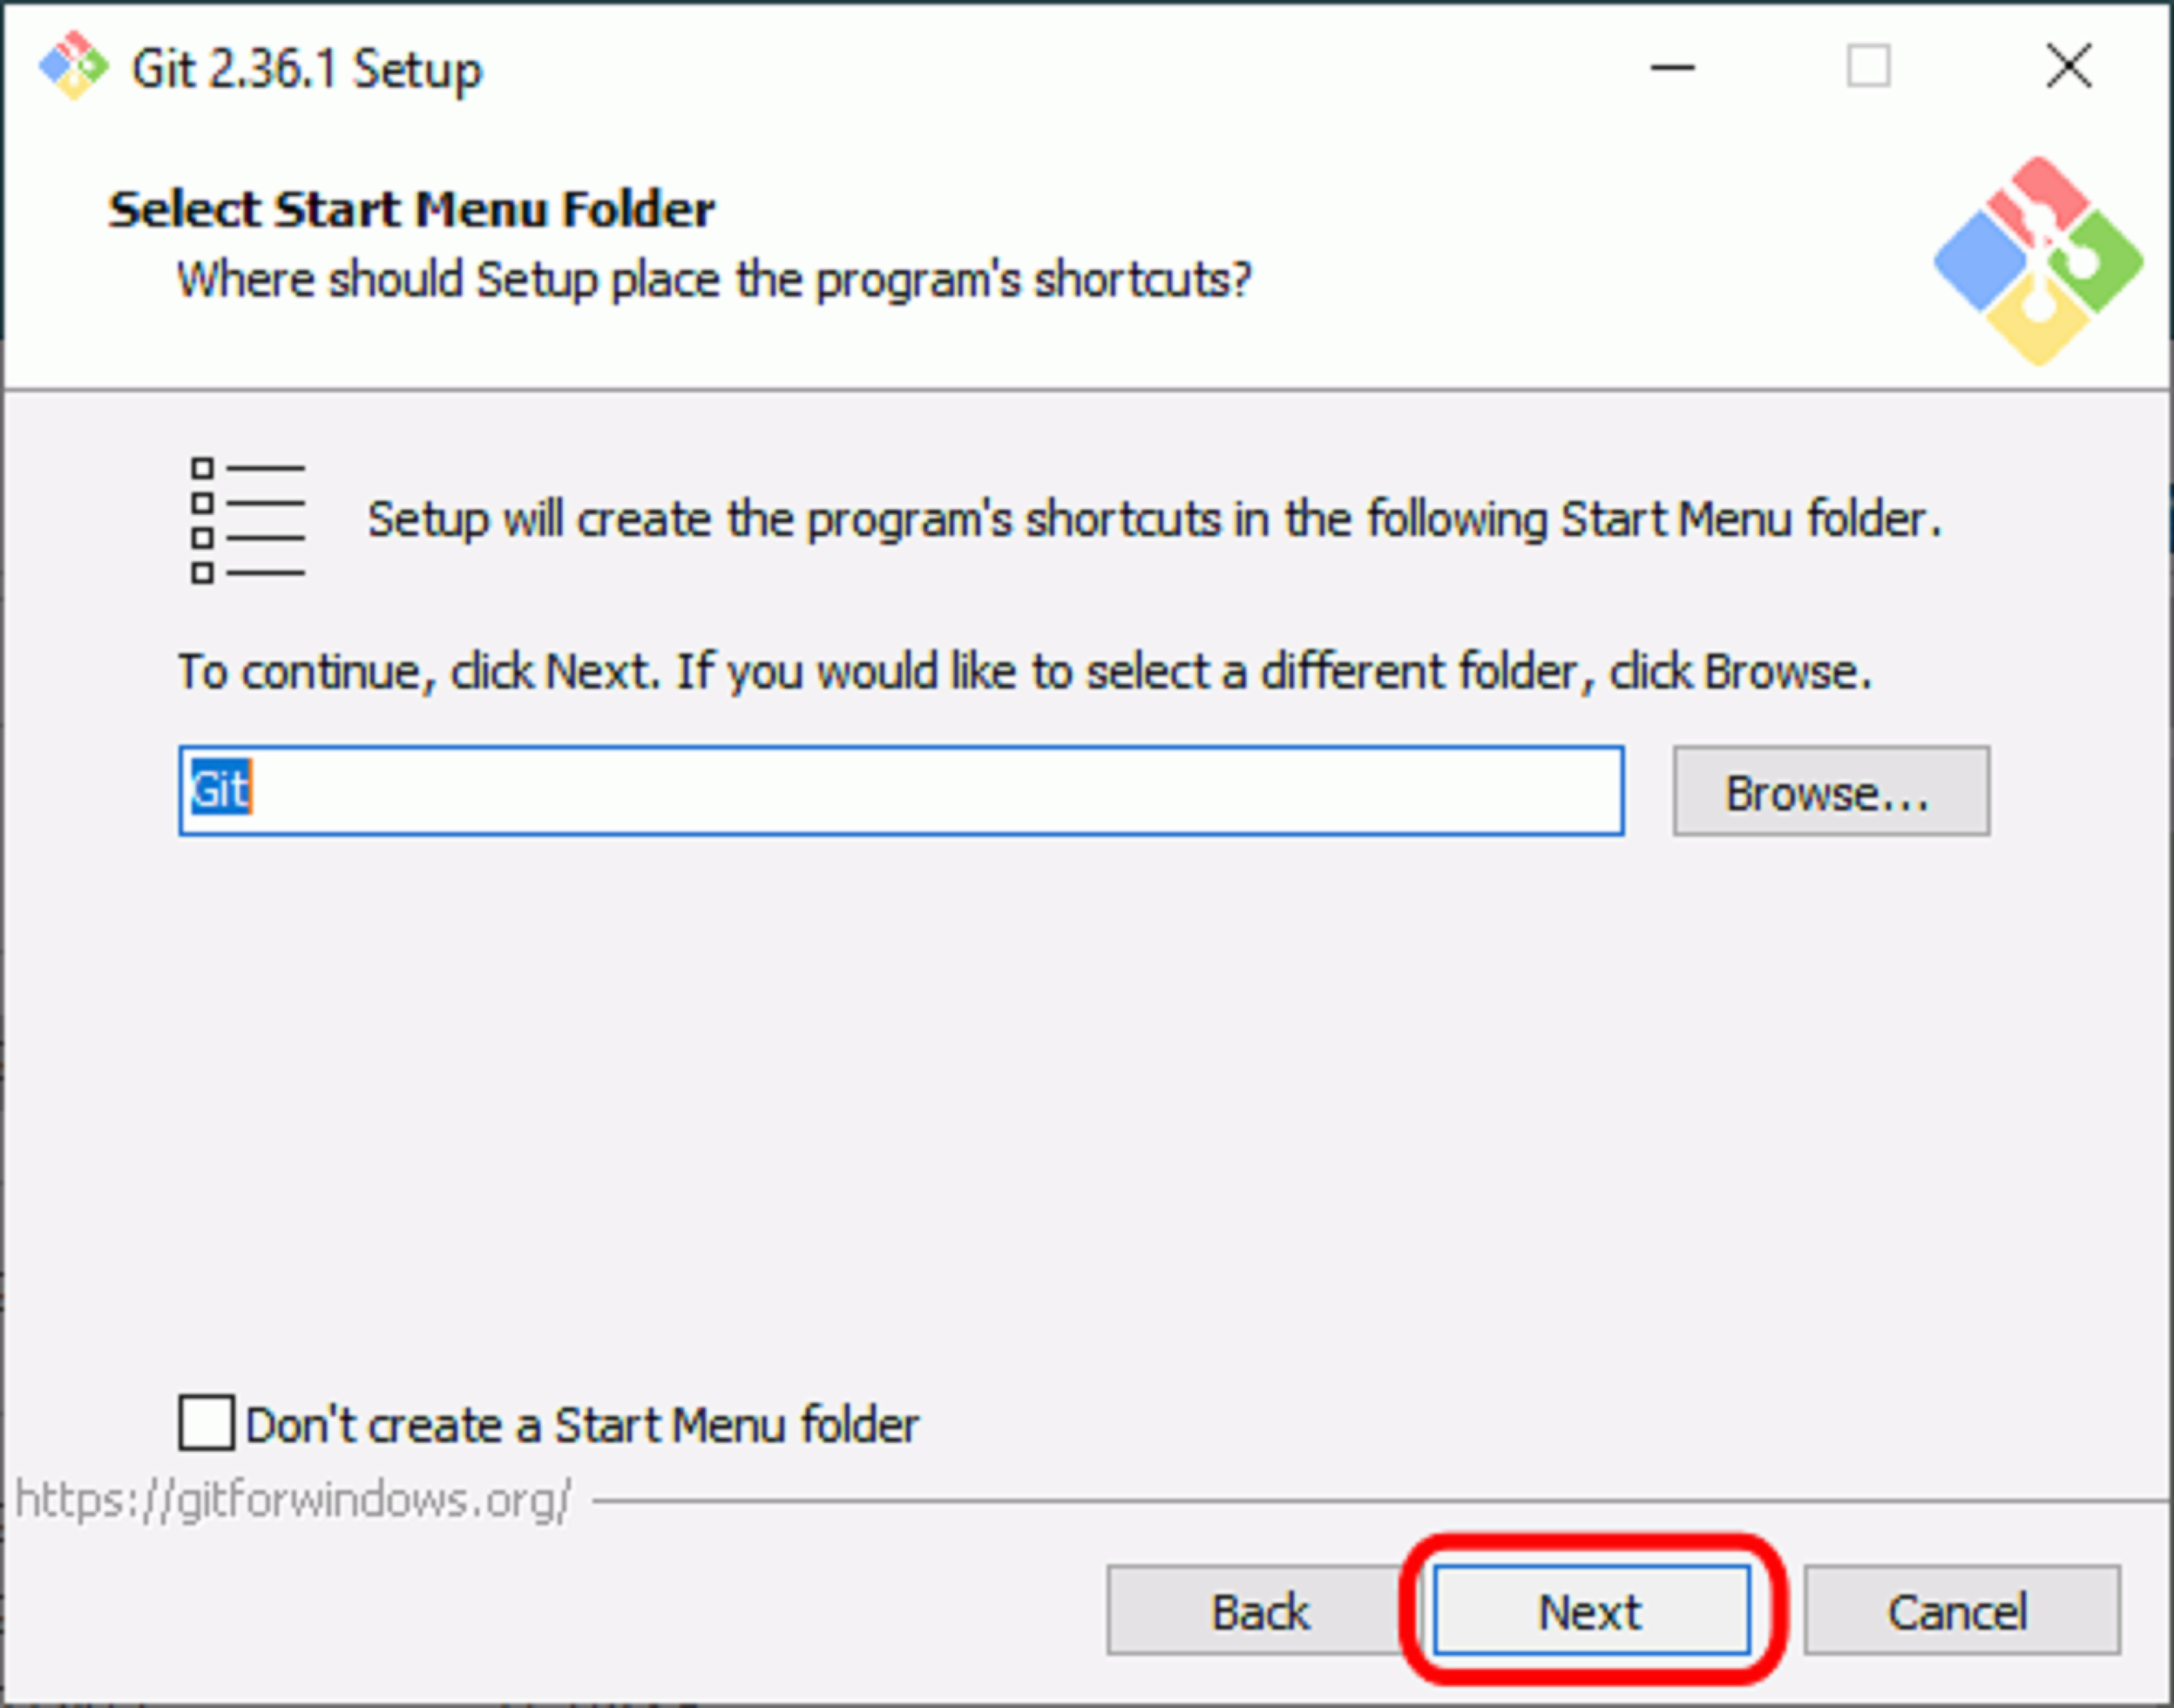 Git 2.36.1 Setup
Select Start Menu Folder
Where should Setup place the program's shortcuts?
Setup will create the program's shortcuts in the following Start Menu folder.
To continue, click Next. If you would like to select a different folder, click Browse.
Git
Browse...
Don't create a Start Menu folder
https://gitforwindows.org/
Back
Next
Cancel